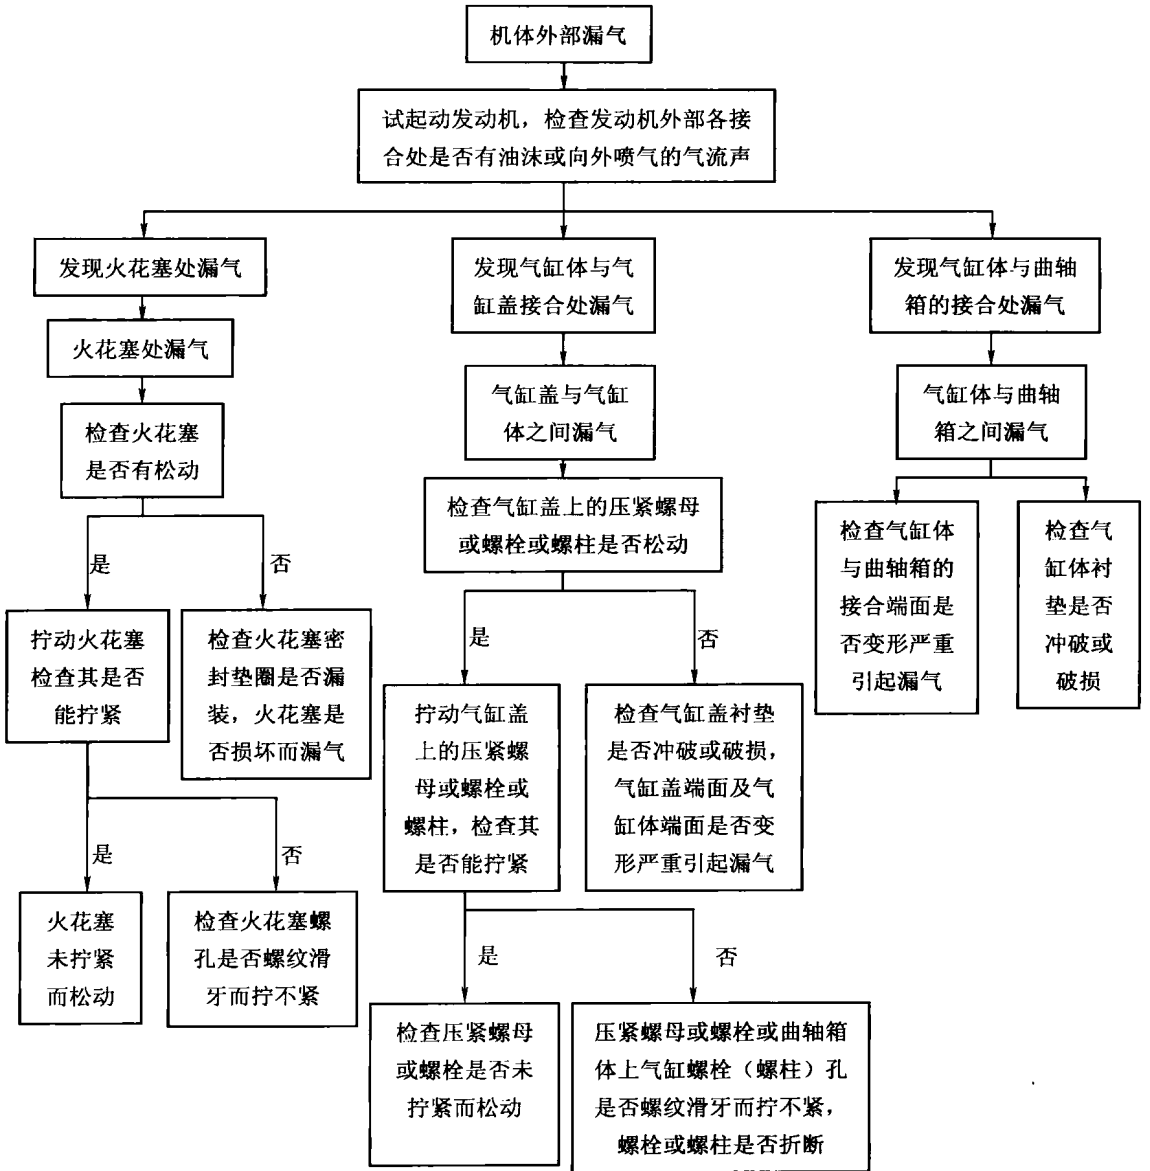 机体外部漏气
试起动发动机，检查发动机外部各接
合处是否有油沫或向外喷气的气流声
发现火花塞处漏气
火花塞处漏气
检查火花塞
是否有松动
是
否
拧动火花塞
检查其是否
能拧紧
检查火花塞密
封垫圈是否漏
装，火花塞是
否损坏而漏气
是
否
火花塞
未拧紧
而松动
检查火花塞螺
孔是否螺纹滑
牙而拧不紧
发现气缸体与气
缸盖接合处漏气
气缸盖与气缸
体之间漏气
检查气缸盖上的压紧螺母
或螺栓或螺柱是否松动
是
否
拧动气缸盖
上的压紧螺
母或螺栓或
螺柱，检查其
是否能拧紧
检查气缸盖衬垫
是否冲破或破损，
气缸盖端面及气
缸体端面是否变
形严重引起漏气
是
否
检查压紧螺母
或螺栓是否未
拧紧而松动
压紧螺母或螺栓或曲轴箱
体上气缸螺栓（螺柱）孔
是否螺纹滑牙而拧不紧，
螺栓或螺柱是否折断
发现气缸体与曲轴
箱的接合处漏气
气缸体与曲轴
箱之间漏气
检查气缸体
与曲轴箱的
接合端面是
否变形严重
引起漏气
检查气
缸体衬
垫是否
冲破或
破损